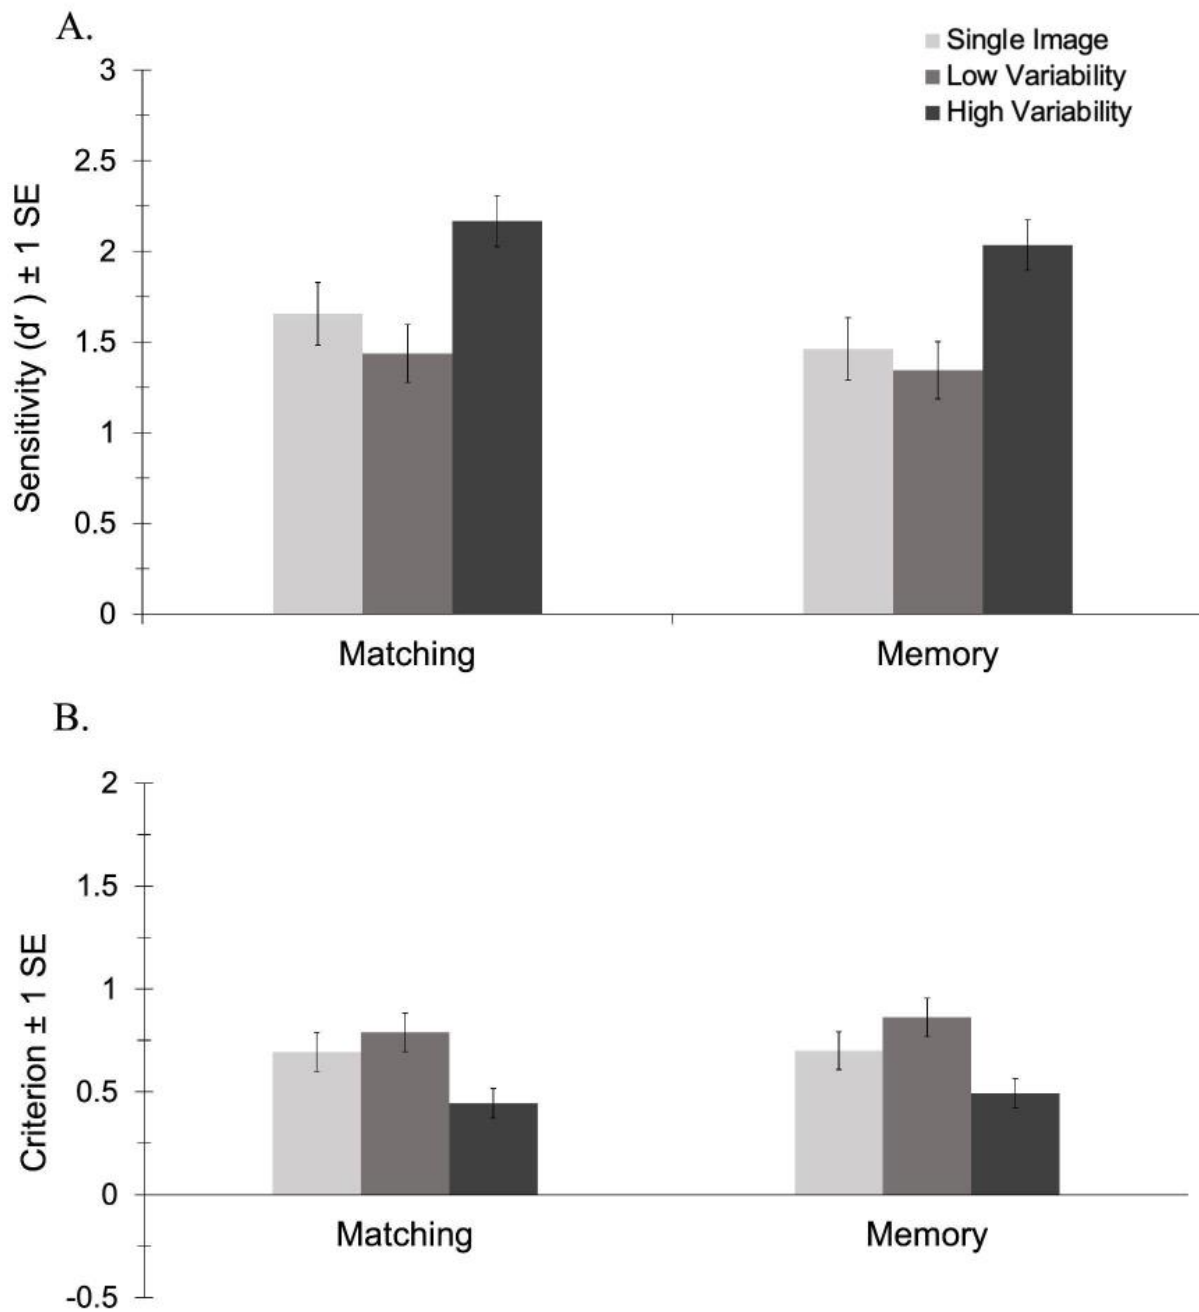 A.
Single Image
Low Variability
High Variability
3
2.5
2
1.5
1
0.5
0
Sensitivity (d′ ) ± 1 SE
Matching
Memory
B.
2
1.5
1
0.5
0
-0.5
Criterion ± 1 SE
Matching
Memory